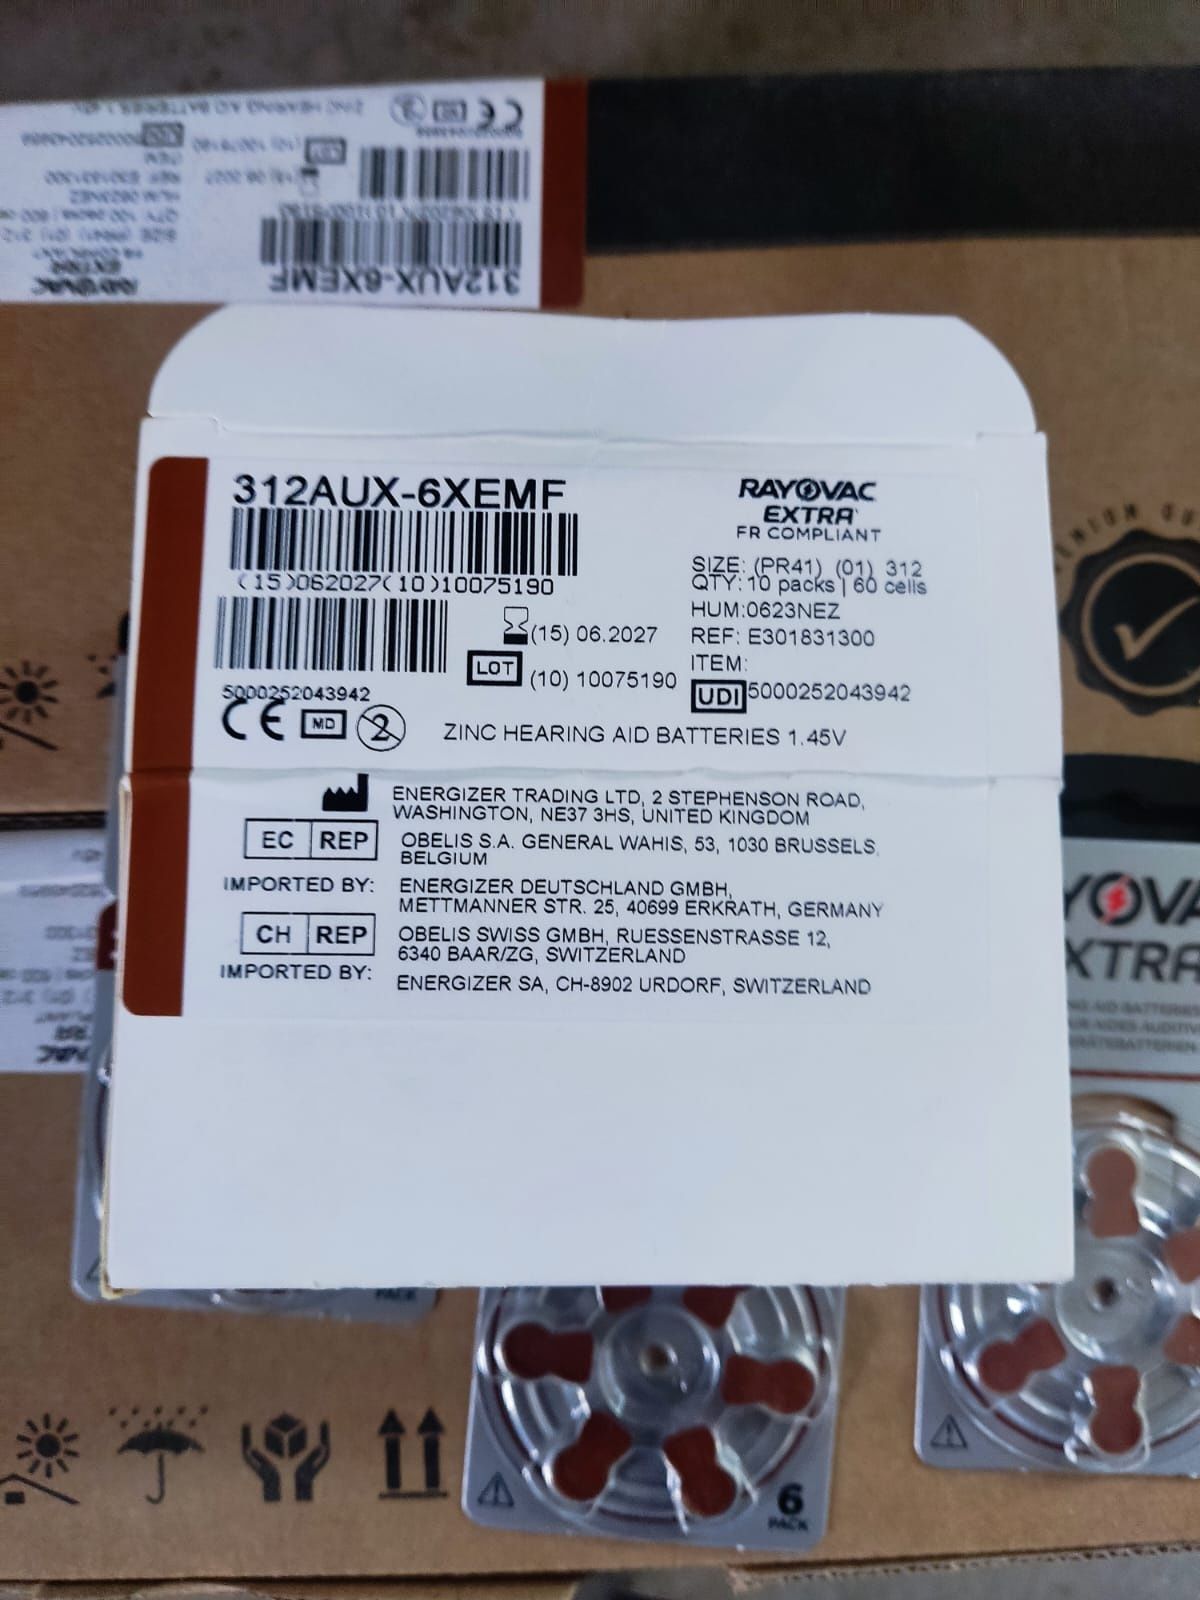 312AUX-6XEMF
312AUX-6XEMF
(15)062027(10)10075190
5000252043942
CE MD 2
(15) 06.2027
LOT (10) 10075190
RAYOVAC
EXTRA
FR COMPLIANT
SIZE: (PR41) (01) 312
QTY: 10 packs | 60 cells
HUM:0623NEZ
REF: E301831300
ITEM:
UDI 5000252043942
ZINC HEARING AID BATTERIES 1.45V
ENERGIZER TRADING LTD, 2 STEPHENSON ROAD,
WASHINGTON, NE37 3HS, UNITED KINGDOM
EC REP OBELIS S.A. GENERAL WAHIS, 53, 1030 BRUSSELS,
BELGIUM
IMPORTED BY: ENERGIZER DEUTSCHLAND GMBH,
METTMANNER STR. 25, 40699 ERKRATH, GERMANY
CH REP OBELIS SWISS GMBH, RUESSENSTRASSE 12,
6340 BAAR/ZG, SWITZERLAND
IMPORTED BY: ENERGIZER SA, CH-8902 URDORF, SWITZERLAND
6
PACK
PACK